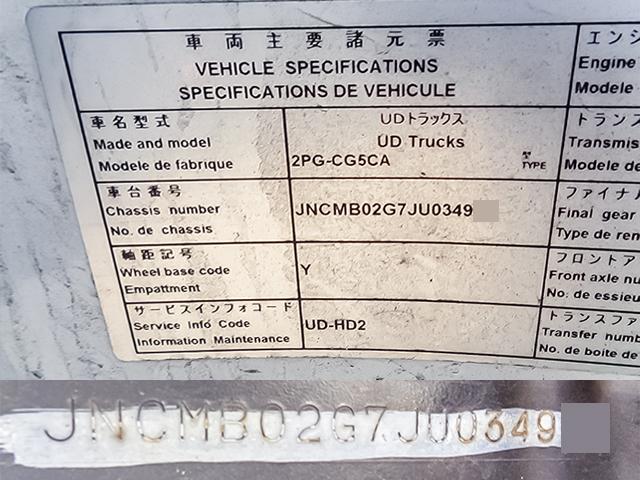 車両主要諸元票
VEHICLE SPECIFICATIONS
SPECIFICATIONS DE VEHICULE
車名型式
Made and model
Modele de fabrique
UDトラックス
UD Trucks
2PG-CG5CA
型
TYPE
車台番号
Chassis number
No. de chassis
JNCMB02G7JU0349
軸距記号
Wheel base code
Empattment
Y
サービスインフォコード
Service Info Code
Information Maintenance
UD-HD2
エンジ
Engine
Modele
トランス
Transmis
Modele de
ファイナル
Final gear
Type de ren
フロントア
Front axle nu
No: de essieu
トランスファ
Transfer numb
No. de boite de
JNCMB02G7JU0349